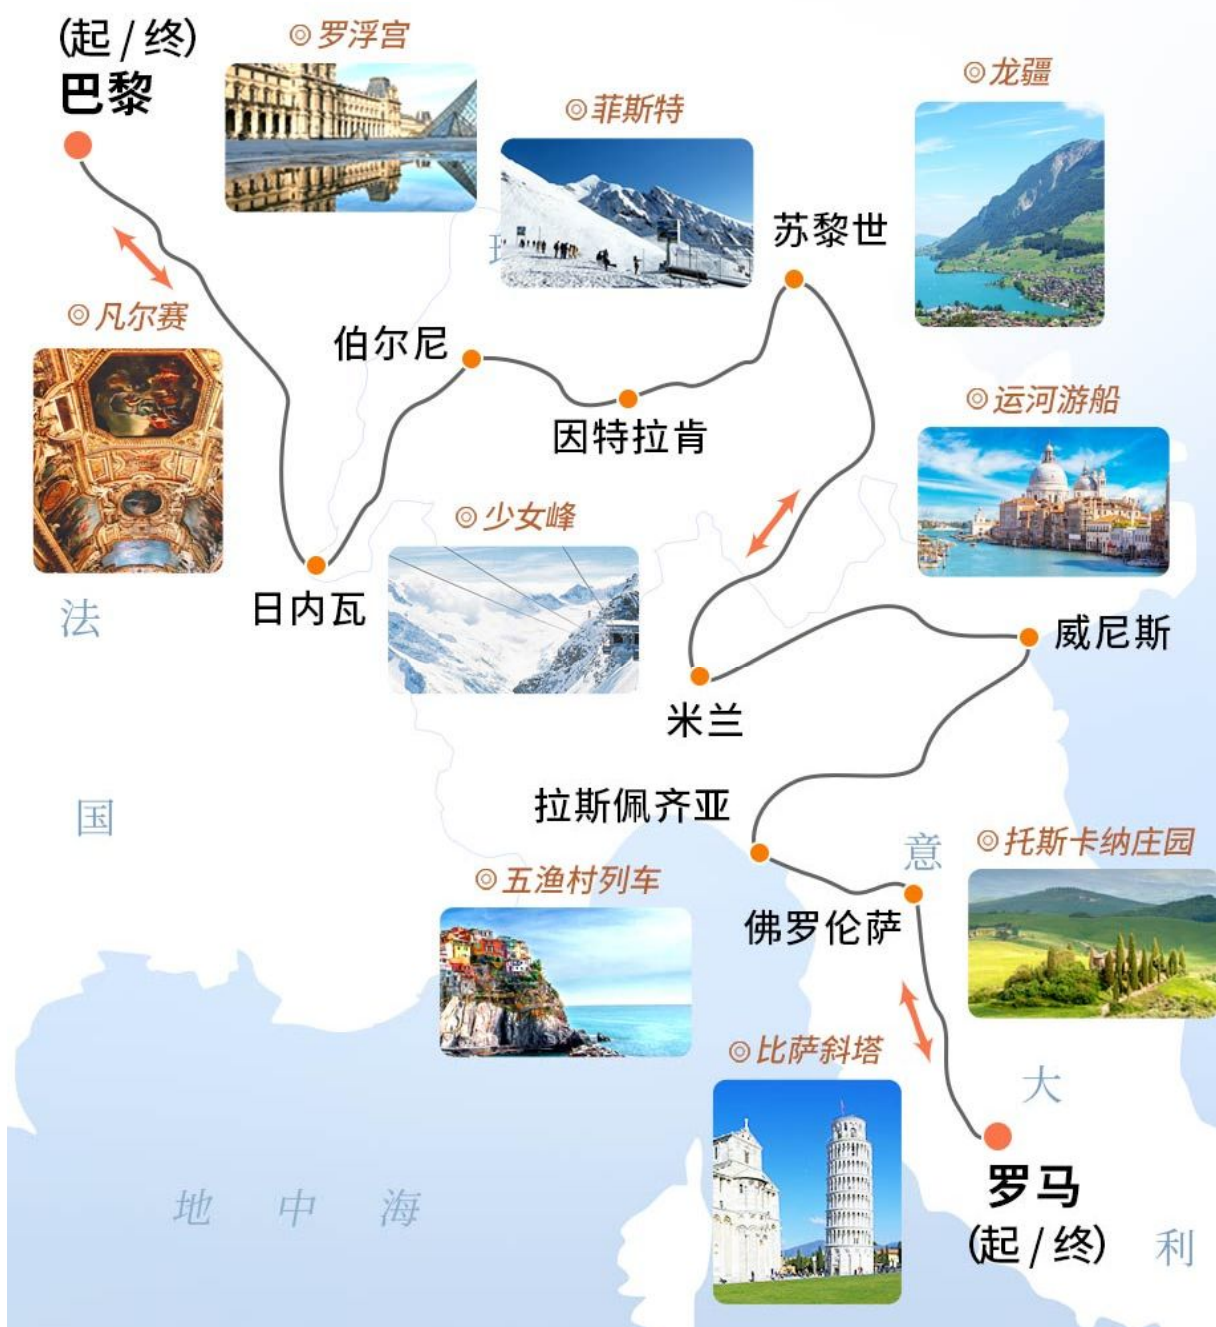 (起 / 终)
巴黎
罗浮宫
菲斯特
龙疆
苏黎世
凡尔赛
伯尔尼
因特拉肯
运河游船
少女峰
日内瓦
法
威尼斯
米兰
拉斯佩齐亚
国
意
托斯卡纳庄园
五渔村列车
佛罗伦萨
比萨斜塔
大
罗马
(起 / 终)
地 中 海
利